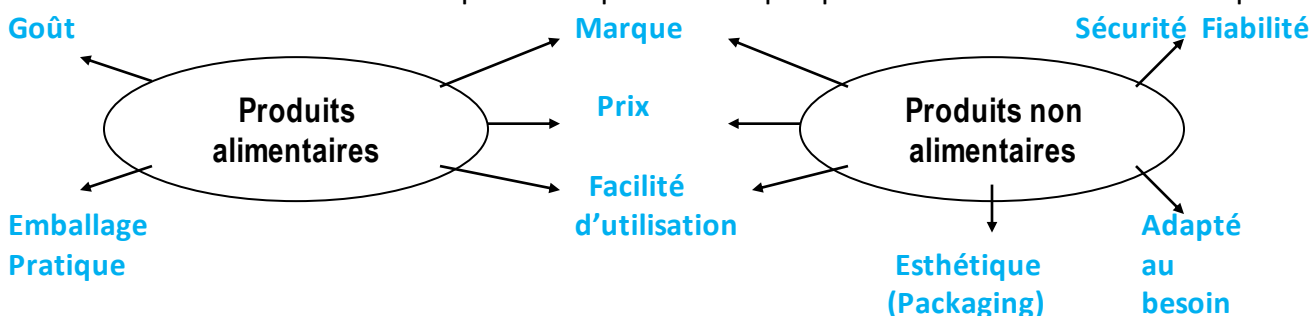 Goût
Marque
Sécurité Fiabilité
Produits
alimentaires
Prix
Produits non
alimentaires
Facilité
d’utilisation
Emballage
Pratique
Esthétique
(Packaging)
Adapté
au
besoin